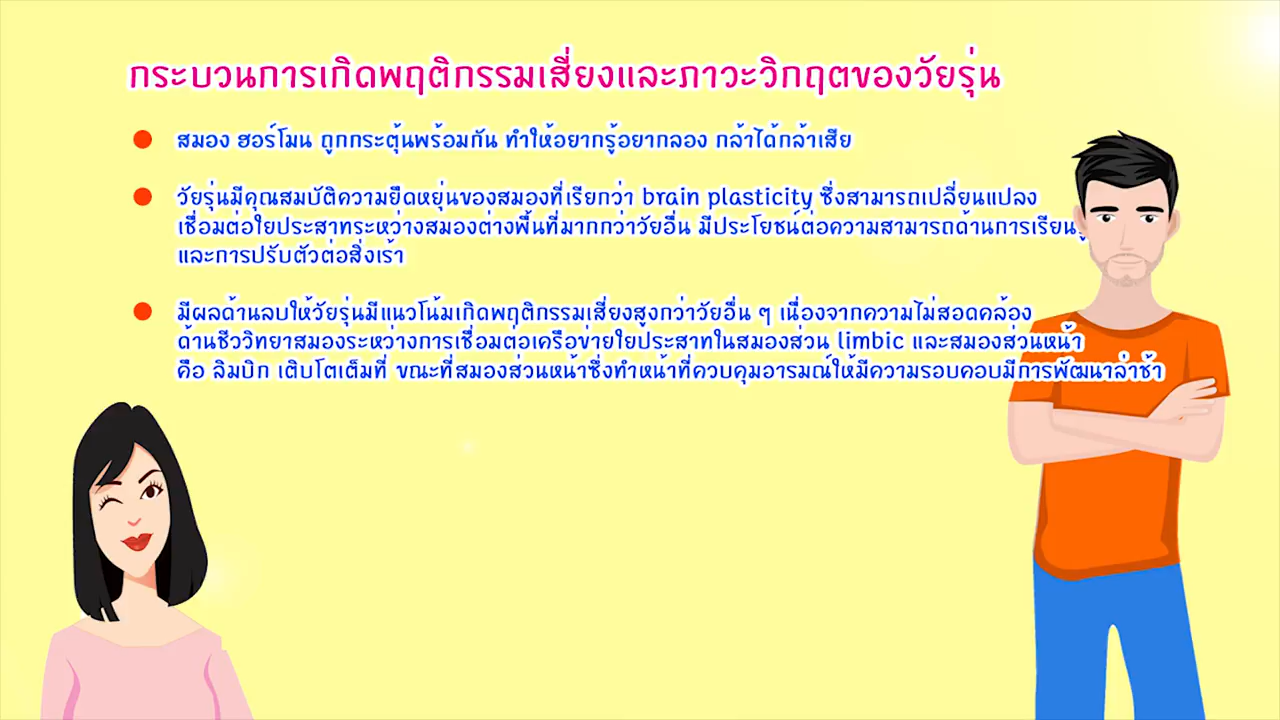 กระบวนการเกิดพฤติกรรมเสี่ยงและภาวะวิกฤตของวัยรุ่น
สมอง ฮอร์โมน ถูกกระตุ้นพร้อมกัน ทำให้อยากรู้อยากลอง กล้าได้กล้าเสีย
วัยรุ่นมีคุณสมบัติความยืดหยุ่นของสมองที่เรียกว่า brain plasticity ซึ่งสามารถเปลี่ยนแปลง
เชื่อมต่อใยประสาทระหว่างสมองต่างพื้นที่มากกว่าวัยอื่น มีประโยชน์ต่อความสามารถด้านการเรียนรู้
และการปรับตัวต่อสิ่งเร้า
มีผลด้านลบให้วัยรุ่นมีแนวโน้มเกิดพฤติกรรมเสี่ยงสูงกว่าวัยอื่น ๆ เนื่องจากความไม่สอดคล้อง
ด้านชีววิทยาสมองระหว่างการเชื่อมต่อเครือข่ายใยประสาทในสมองส่วน limbic และสมองส่วนหน้า
คือ ลิมบิก เติบโตเต็มที่ ขณะที่สมองส่วนหน้าซึ่งทำหน้าที่ควบคุมอารมณ์ให้มีความรอบคอบมีการพัฒนาล่าช้า